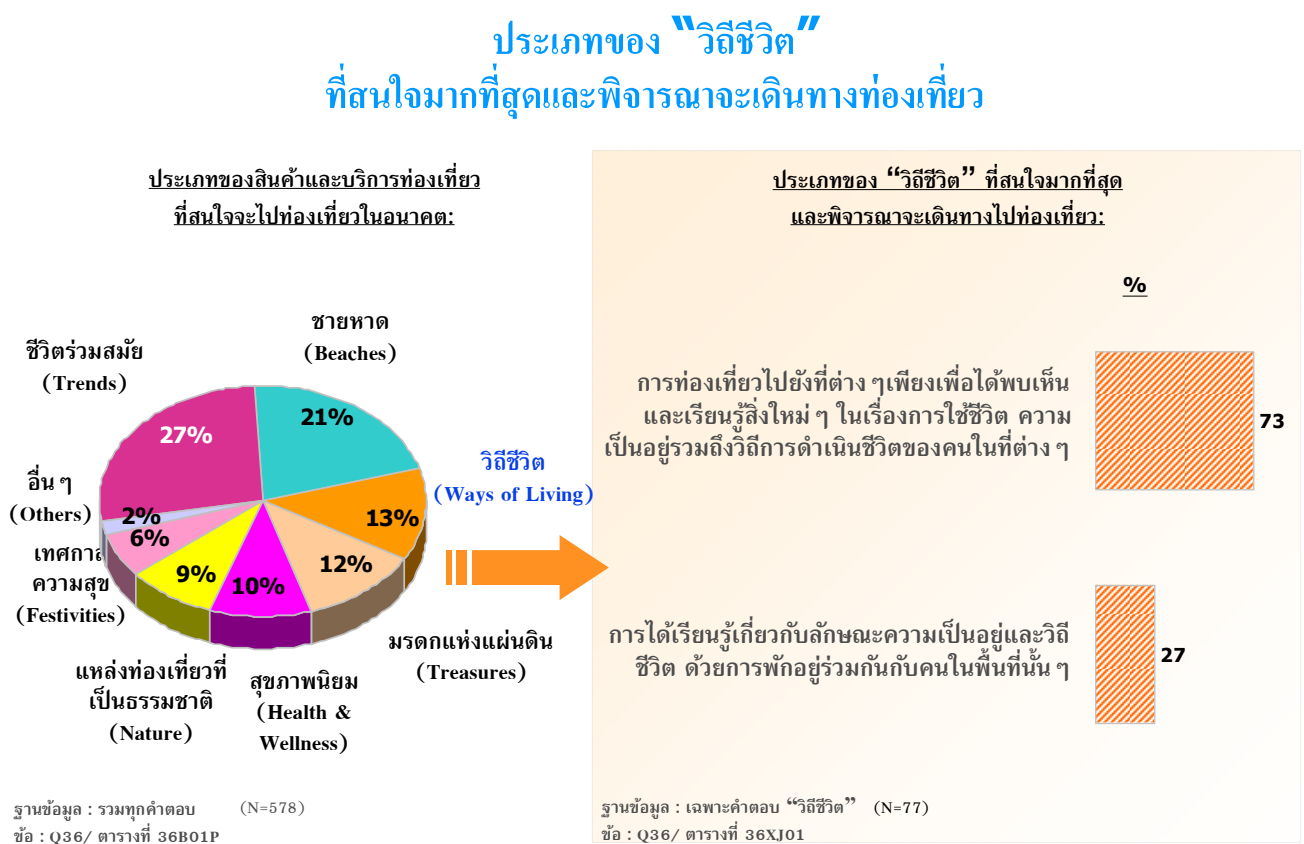 ประเภทของ “วิถีชีวิต”
ที่สนใจมากที่สุดและพิจารณาจะเดินทางท่องเที่ยว
ประเภทของสินค้าและบริการท่องเที่ยว
ที่สนใจจะไปท่องเที่ยวในอนาคต:
ชายหาด
(Beaches)
ชีวิตร่วมสมัย
(Trends)
21%
27%
วิถีชีวิต
(Ways of Living)
อื่น ๆ
(Others)
2%
13%
6%
เทศกาล
ความสุข
(Festivities)
12%
9%
10%
มรดกแห่งแผ่นดิน
(Treasures)
แหล่งท่องเที่ยวที่
เป็นธรรมชาติ
(Nature)
สุขภาพนิยม
(Health &
Wellness)
ฐานข้อมูล : รวมทุกคำตอบ (N=578)
ข้อ : Q36/ ตารางที่ 36B01P
ประเภทของ “วิถีชีวิต” ที่สนใจมากที่สุด
และพิจารณาจะเดินทางไปท่องเที่ยว:
%
การท่องเที่ยวไปยังที่ต่าง ๆเพียงเพื่อได้พบเห็น
และเรียนรู้สิ่งใหม่ ๆ ในเรื่องการใช้ชีวิต ความ
เป็นอยู่รวมถึงวิถีการดำเนินชีวิตของคนในที่ต่าง ๆ
73
การได้เรียนรู้เกี่ยวกับลักษณะความเป็นอยู่และวิถี
ชีวิต ด้วยการพักอยู่ร่วมกันกับคนในพื้นที่นั้น ๆ
27
ฐานข้อมูล : เฉพาะคำตอบ “วิถีชีวิต” (N=77)
ข้อ : Q36/ ตารางที่ 36XJ01